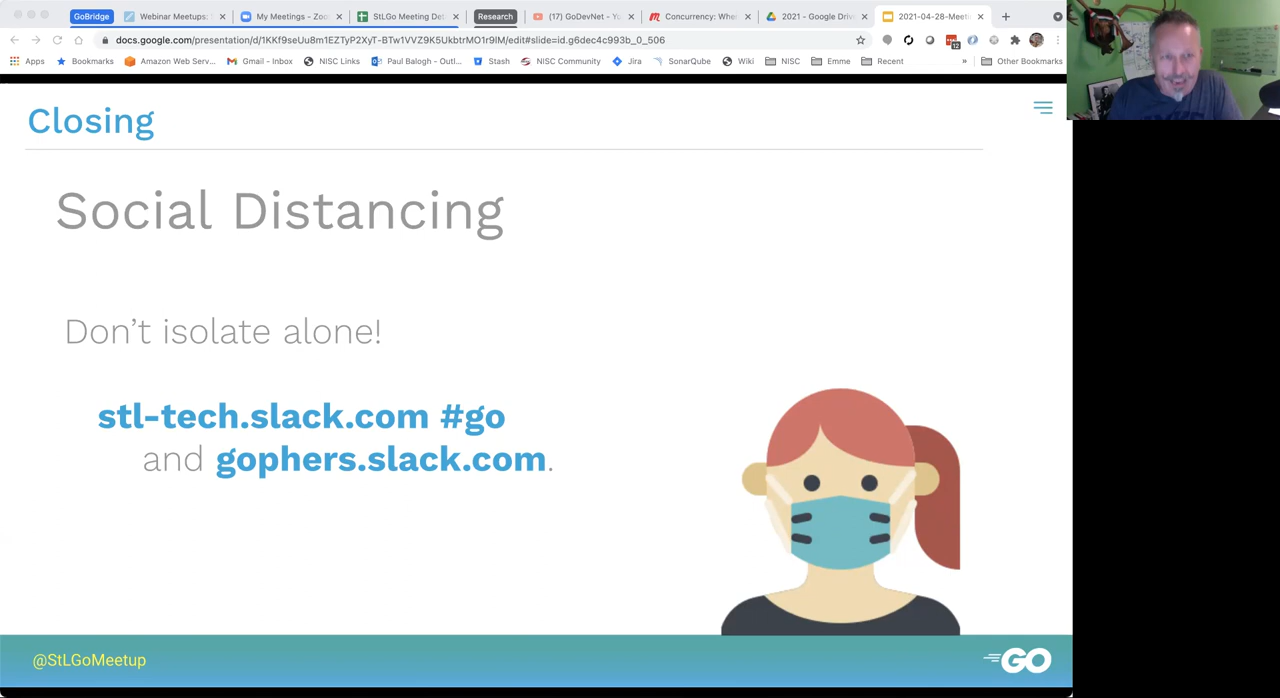 GoBridge
Webinar Meetups:
My Meetings - Zoo
StLGo Meeting Det
Research
(17) GoDevNet - Yo
Concurrency: Whe
2021 - Google Driv
2021-04-28-Meeti
docs.google.com/presentation/d/1KKf9seUu8m1EZTyP2XyT-BTw1VVZ9K5UkbtrMO1r9lM/edit#slide=id.g6dec4c993b_0_506
12
Apps
Bookmarks
Amazon Web Serv...
Gmail - Inbox
NISC Links
Paul Balogh - Outl...
Stash
NISC Community
Jira
SonarQube
Wiki
NISC
Emme
Recent
»
Other Bookmarks
Closing
Social Distancing
Don't isolate alone!
stl-tech.slack.com #go
and gophers.slack.com.
@StLGoMeetup
GO